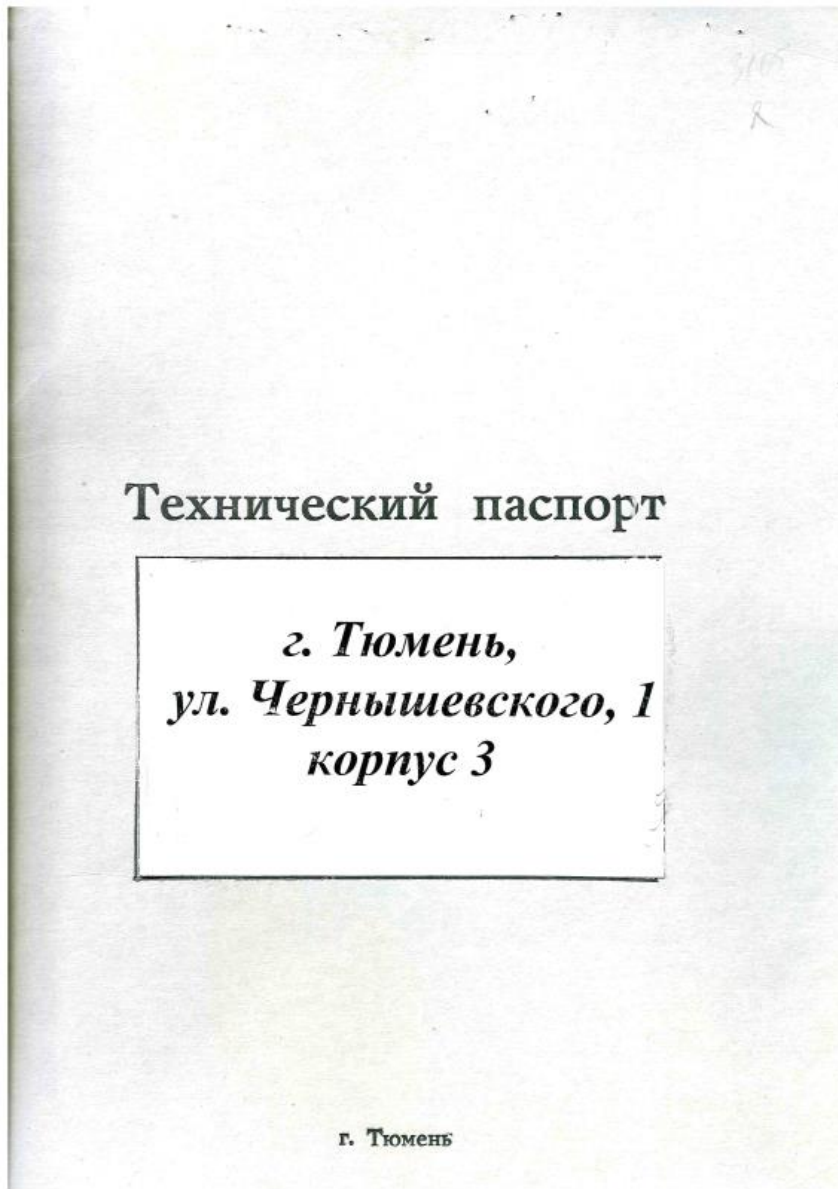 Технический паспорт
г. Тюмень,
ул. Чернышевского, 1
корпус 3
г. Тюмень